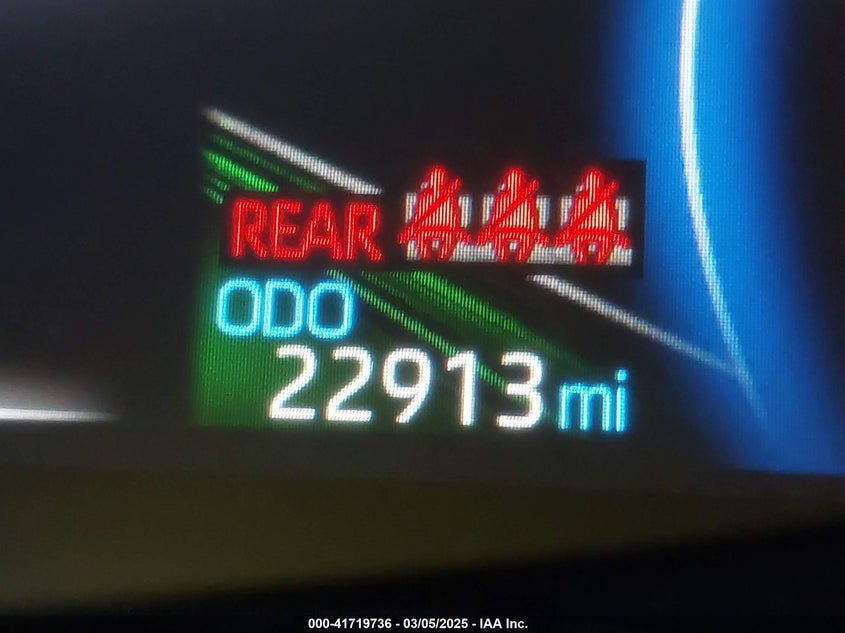 REAR
ODO
22913 mi
000-41719736 - 03/05/2025 - IAA Inc.